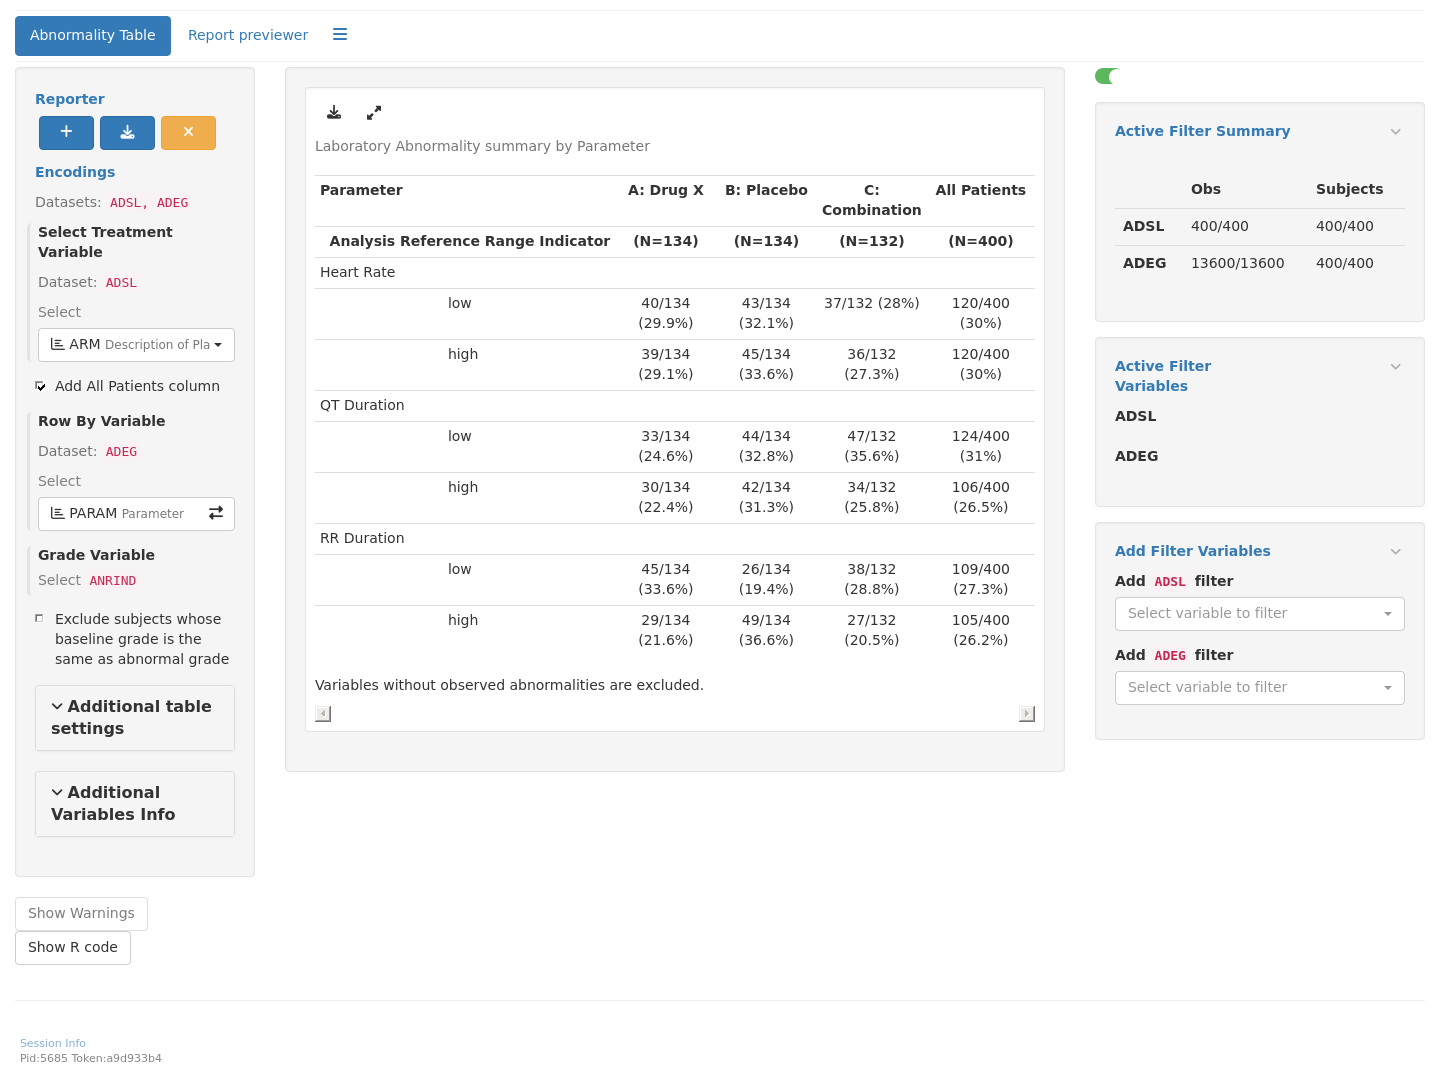 Abnormality Table
Report previewer
Reporter
Encodings
Datasets: ADSL, ADEG
Select Treatment
Variable
Dataset: ADSL
Select
ARM Description of Pla
Add All Patients column
Row By Variable
Dataset: ADEG
Select
PARAM Parameter
Grade Variable
Select ANRIND
Exclude subjects whose
baseline grade is the
same as abnormal grade
Additional table
settings
Additional
Variables Info
Show Warnings
Show R code
Laboratory Abnormality summary by Parameter
Parameter A: Drug X B: Placebo C: All Patients
Combination
Analysis Reference Range Indicator (N=134) (N=134) (N=132) (N=400)
Heart Rate
low 40/134 43/134 37/132 (28%) 120/400
(29.9%) (32.1%) (30%)
high 39/134 45/134 36/132 120/400
(29.1%) (33.6%) (27.3%) (30%)
QT Duration
low 33/134 44/134 47/132 124/400
(24.6%) (32.8%) (35.6%) (31%)
high 30/134 42/134 34/132 106/400
(22.4%) (31.3%) (25.8%) (26.5%)
RR Duration
low 45/134 26/134 38/132 109/400
(33.6%) (19.4%) (28.8%) (27.3%)
high 29/134 49/134 27/132 105/400
(21.6%) (36.6%) (20.5%) (26.2%)
Variables without observed abnormalities are excluded.
Active Filter Summary
Obs Subjects
ADSL 400/400 400/400
ADEG 13600/13600 400/400
Active Filter
Variables
ADSL
ADEG
Add Filter Variables
Add ADSL filter
Select variable to filter
Add ADEG filter
Select variable to filter
Session Info
Pid:5685 Token:a9d933b4